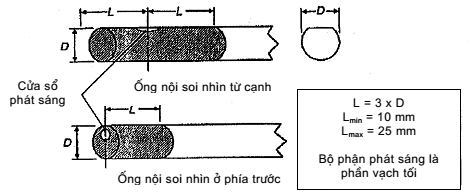 L
L
D
D
Cửa sổ
phát sáng
Ống nội soi nhìn từ cạnh
L
D
Ống nội soi nhìn ở phía trước
L = 3 x D
Lmin = 10 mm
Lmax = 25 mm
Bộ phận phát sáng là
phần vạch tối